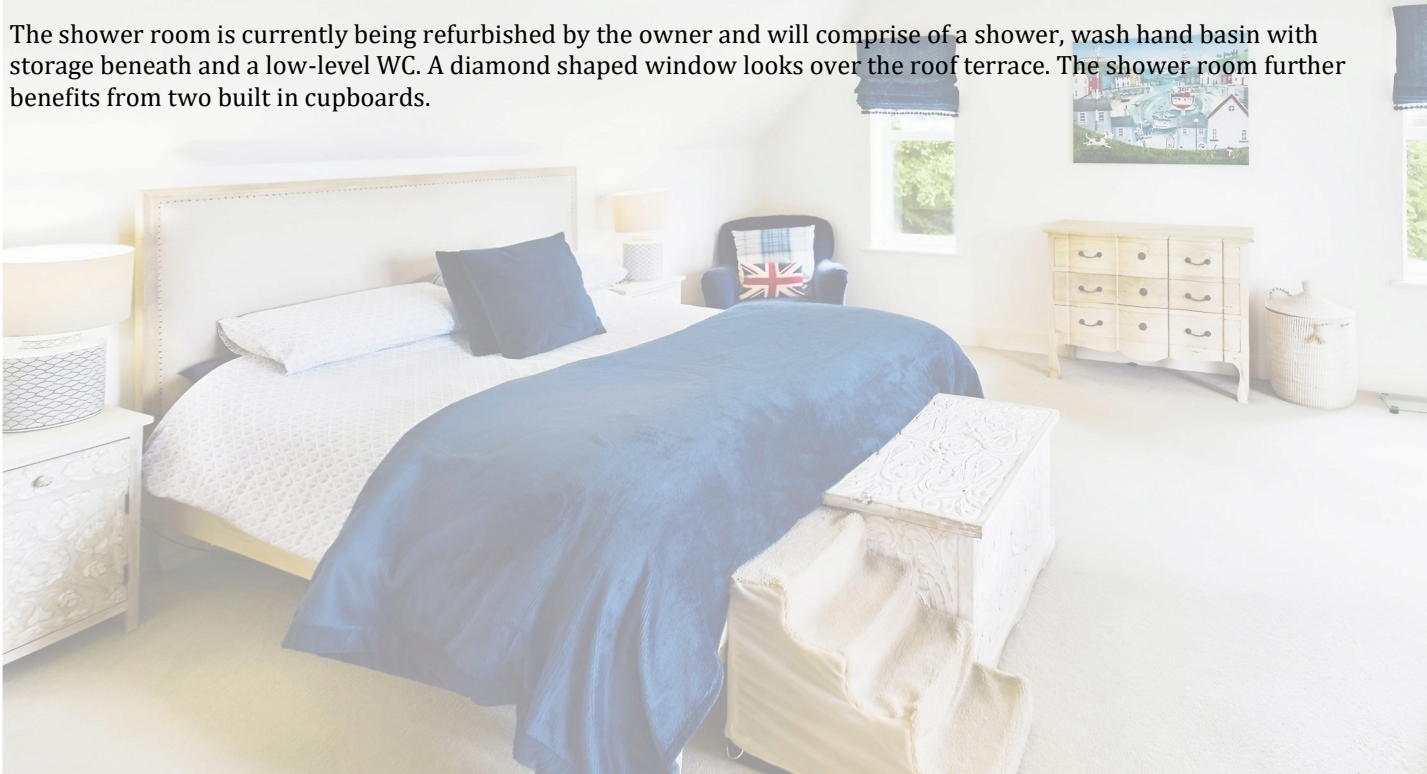 The shower room is currently being refurbished by the owner and will comprise of a shower, wash hand basin with
storage beneath and a low-level WC. A diamond shaped window looks over the roof terrace. The shower room further
benefits from two built in cupboards.